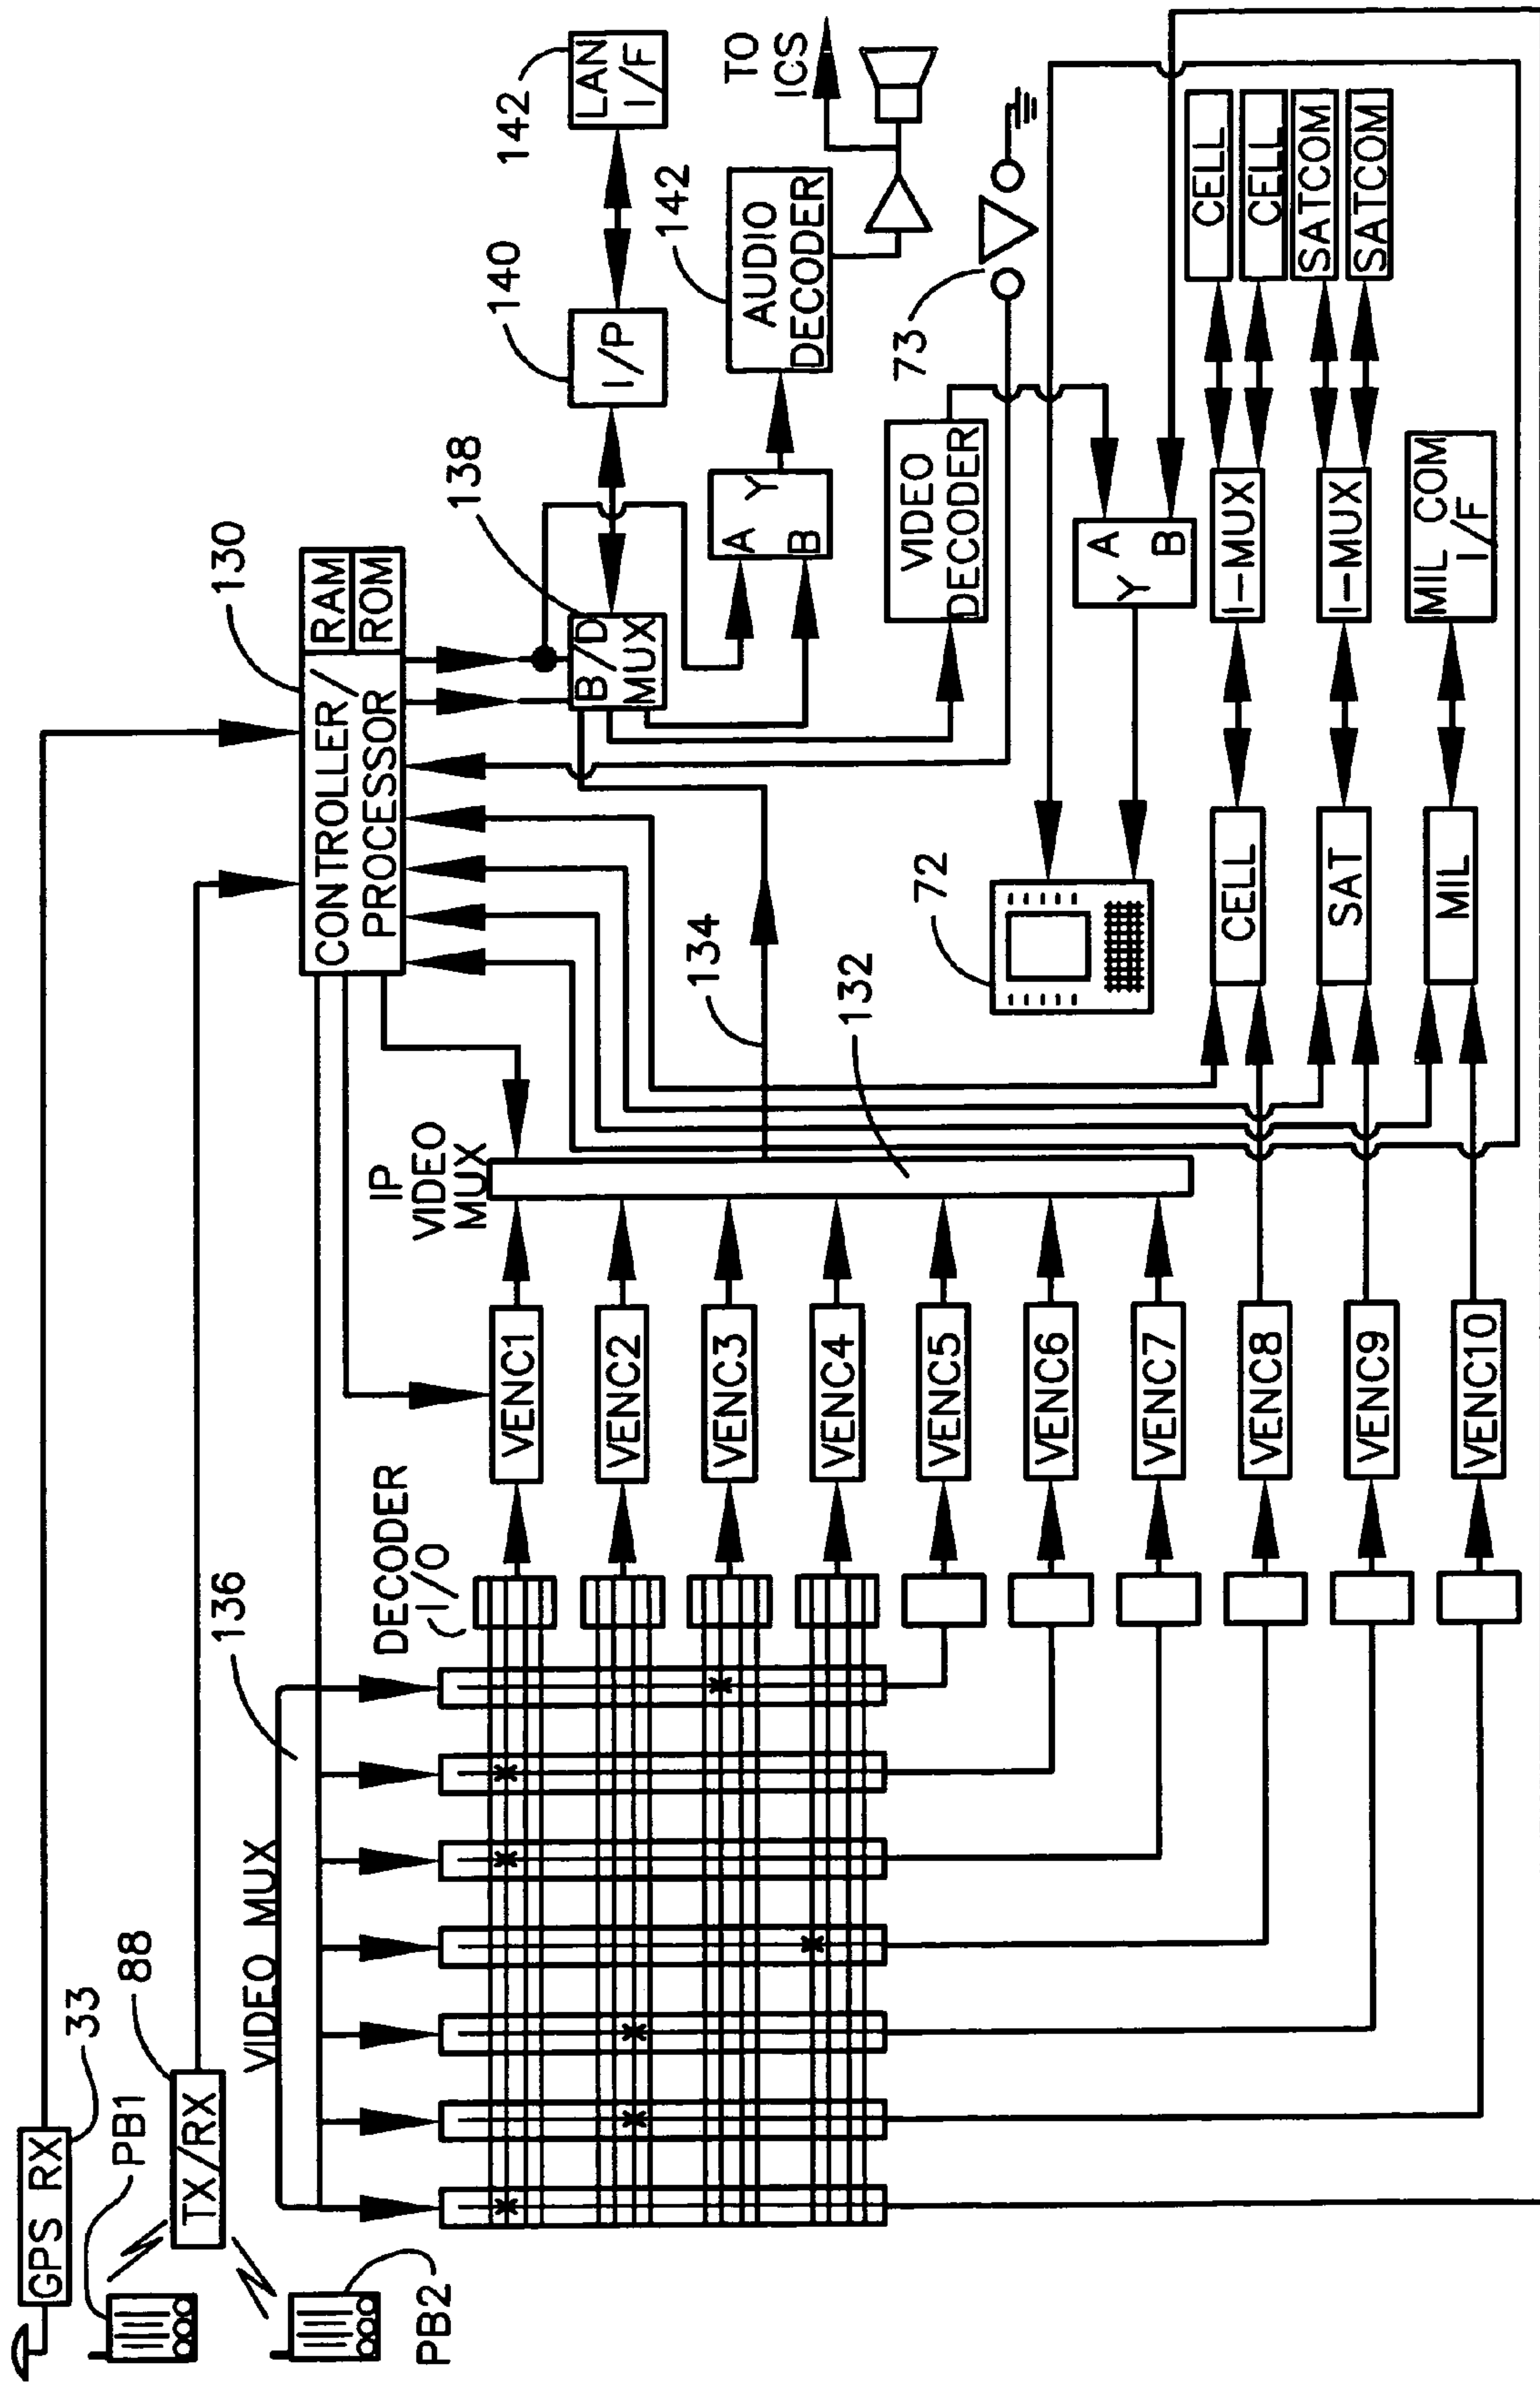 GPS RX
33
PB1
TX/RX
88
PB2
VIDEO MUX
136
DECODER
I/O
IP
VIDEO
MUX
VENC1
VENC2
VENC3
VENC4
VENC5
VENC6
VENC7
VENC8
VENC9
VENC10
132
134
130
CONTROLLER/
PROCESSOR
RAM
ROM
138
B/D
MUX
140
I/P
142
LAN
I/F
A
B
Y
142
AUDIO
DECODER
TO
ICS
73
VIDEO
DECODER
A
B
Y
72
CELL
SAT
MIL
I-MUX
I-MUX
MIL COM
I/F
CELL
CELL
SATCOM
SATCOM